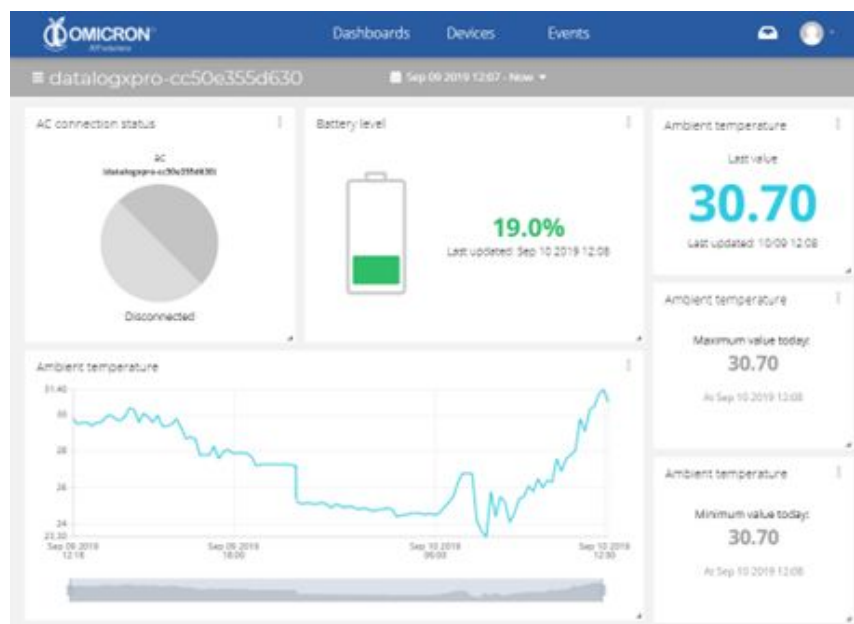 OMICRON
Dashboards Devices Events
datalogxpro-cc50e355d630
Sep 09 2019 12:07 - Now
AC connection status
AC
(datalogxpro-cc50e355d630)
Disconnected
Battery level
19.0%
Last updated: Sep 10 2019 12:08
Ambient temperature
Last value
30.70
Last updated: 10/09 12:08
Ambient temperature
Maximum value today:
30.70
At Sep 10 2019 12:08
Ambient temperature
31.40
30
28
26
24
23.30
Sep 09 2019
12:16
Sep 09 2019
18:00
Sep 10 2019
Sep 10 2019
12:00
Ambient temperature
Minimum value today:
30.70
At Sep 10 2019 12:08